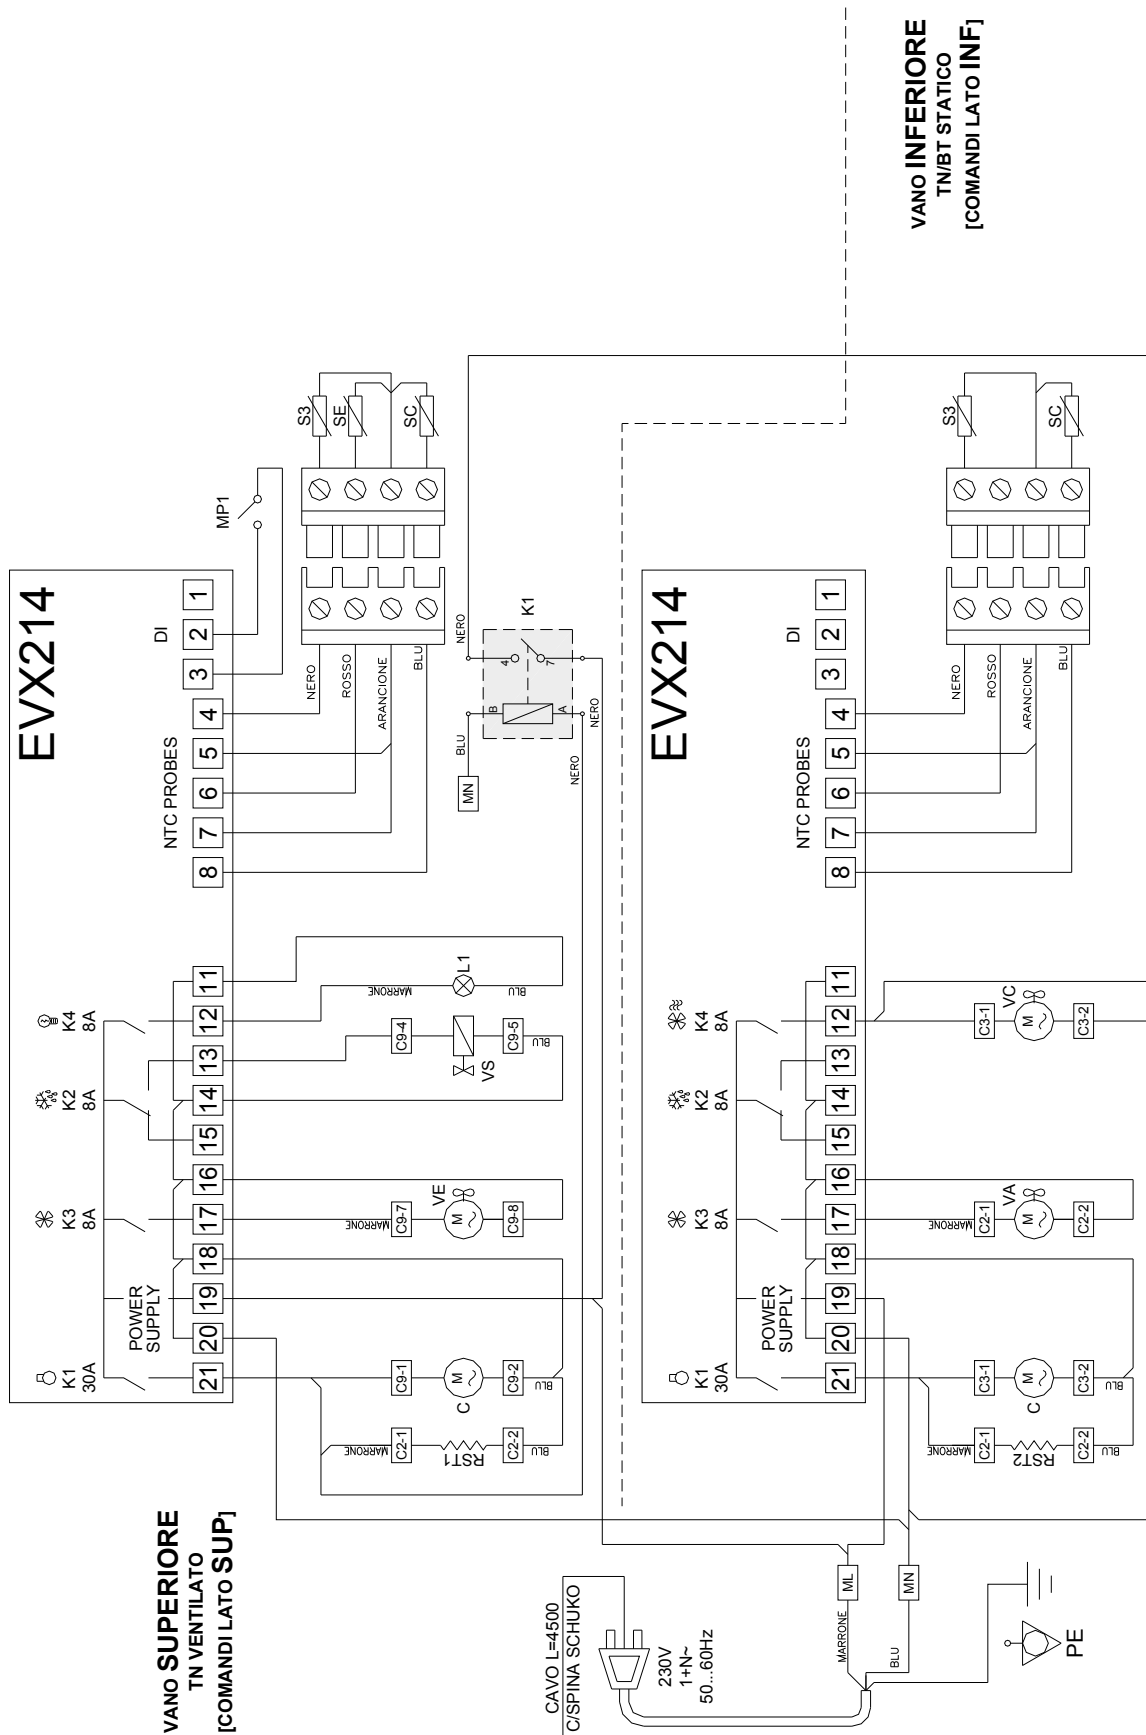 VANO SUPERIORE
TN VENTILATO
[COMANDI LATO SUP]
EVX214
K1
30A
K3
8A
K2
8A
K4
8A
POWER
SUPPLY
NTC PROBES
DI
21
20
19
18
17
16
15
14
13
12
11
8
7
6
5
4
3
2
1
MP1
NERO
ROSSO
ARANCIONE
BLU
S3
SE
SC
MARRONE
C2-1
RST1
C2-2
BLU
C9-1
M
C
C9-2
BLU
MARRONE
C9-7
M
VE
C9-8
C9-4
VS
C9-5
BLU
MARRONE
L1
BLU
MN
BLU
B
A
NERO
NERO
4
7
NERO
K1
VANO INFERIORE
TN/BT STATICO
[COMANDI LATO INF]
EVX214
K1
30A
K3
8A
K2
8A
K4
8A
POWER
SUPPLY
NTC PROBES
DI
21
20
19
18
17
16
15
14
13
12
11
8
7
6
5
4
3
2
1
NERO
ROSSO
ARANCIONE
BLU
S3
SC
MARRONE
C2-1
RST2
C2-2
BLU
C3-1
M
C
C3-2
BLU
MARRONE
C2-1
M
VA
C2-2
C3-1
M
VC
C3-2
CAVO L=4500
C/SPINA SCHUKO
230V
1+N~
50...60Hz
MARRONE
ML
BLU
MN
PE